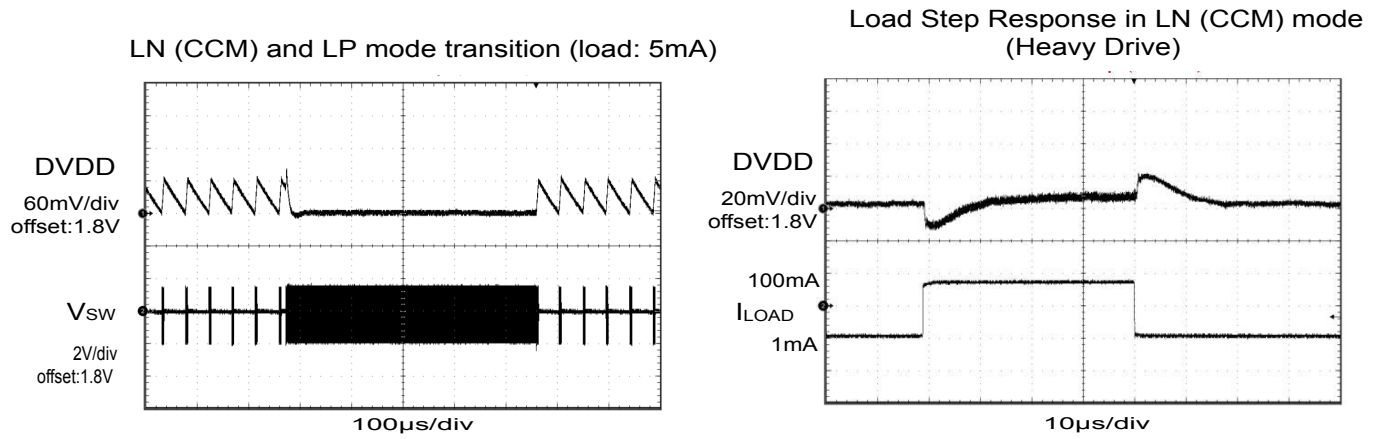 LN (CCM) and LP mode transition (load: 5mA)
DVDD
60mV/div
offset:1.8V
VSW
2V/div
offset:1.8V
100µs/div
Load Step Response in LN (CCM) mode
(Heavy Drive)
DVDD
20mV/div
offset:1.8V
100mA
ILOAD
1mA
10µs/div